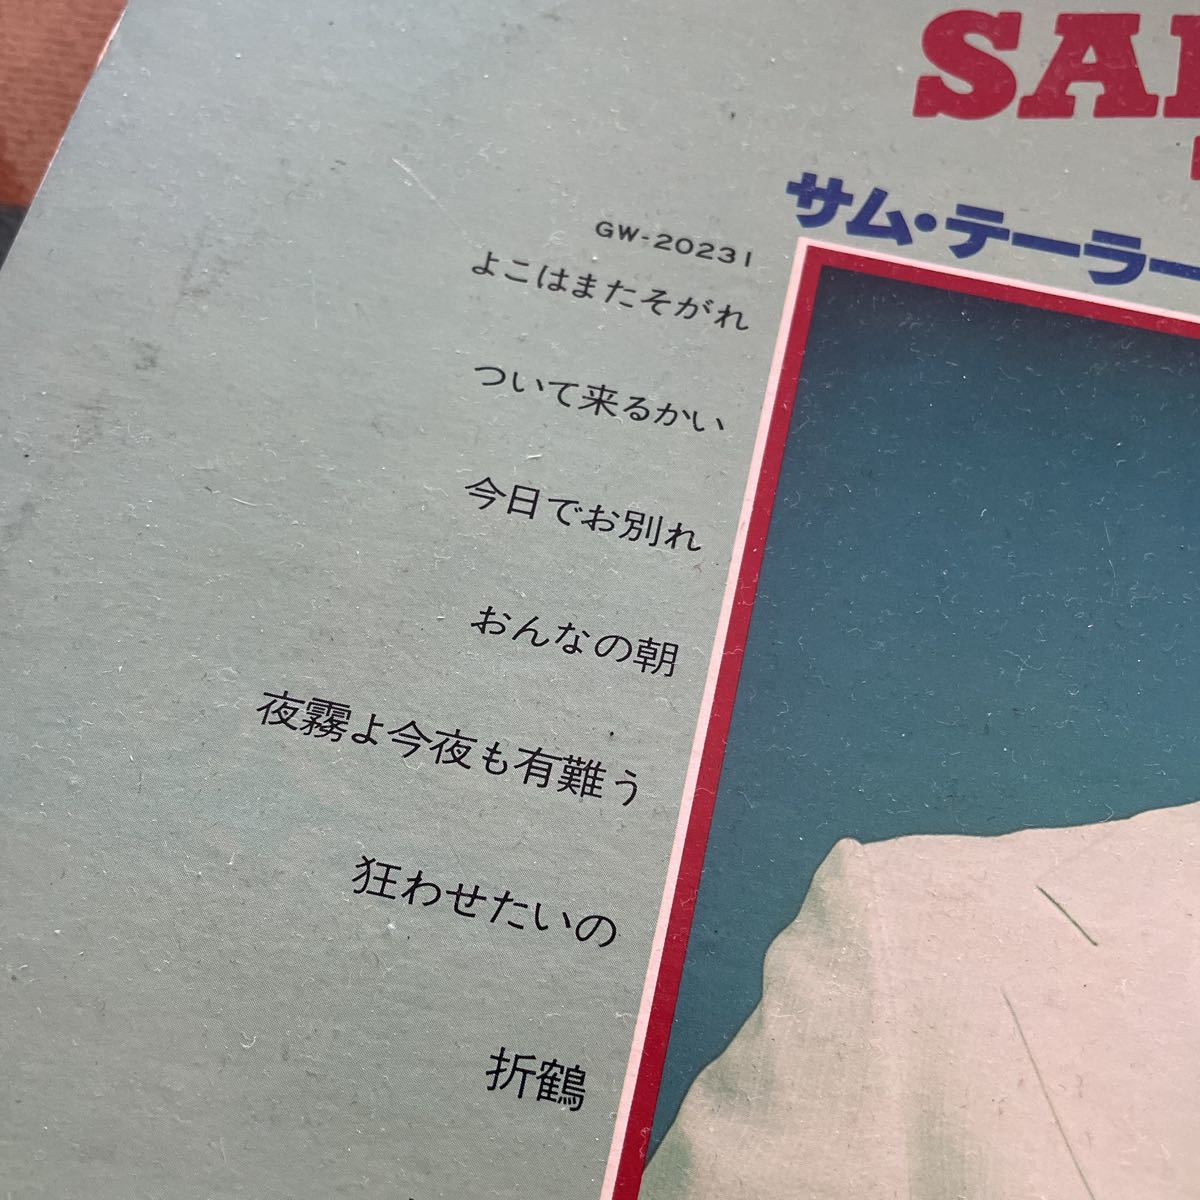 サム・テーラー
GW-20231
よこはまたそがれ
ついて来るかい
今日でお別れ
おんなの朝
夜霧よ今夜も有難う
狂わせたいの
折鶴